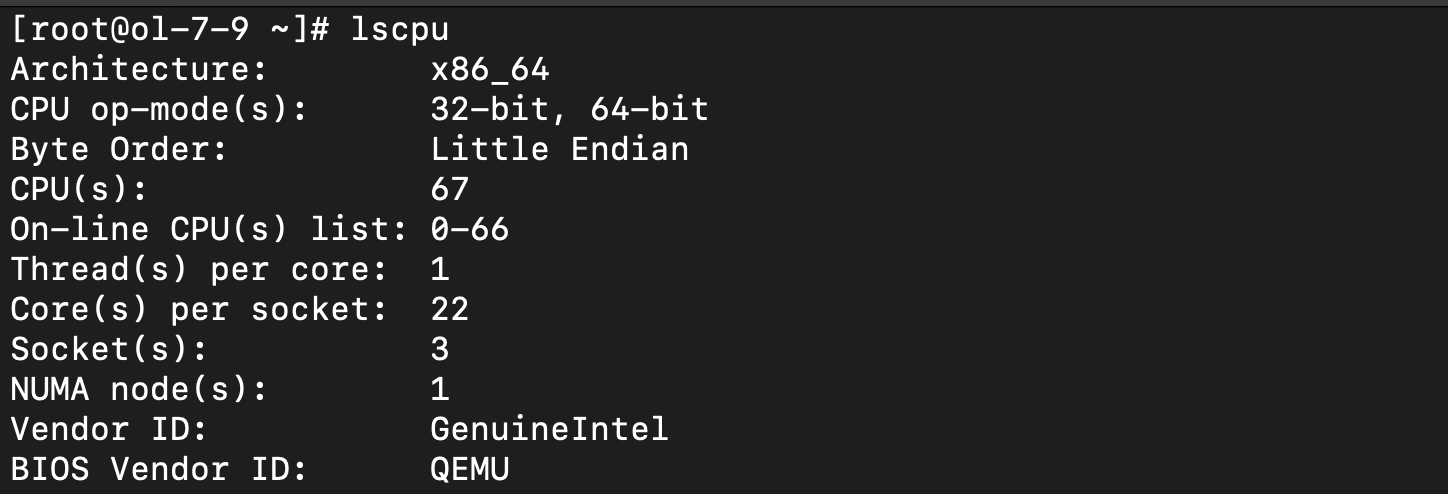 [root@ol-7-9 ~]# lscpu
Architecture:        x86_64
CPU op-mode(s):      32-bit, 64-bit
Byte Order:          Little Endian
CPU(s):              67
On-line CPU(s) list: 0-66
Thread(s) per core:  1
Core(s) per socket:  22
Socket(s):           3
NUMA node(s):        1
Vendor ID:           GenuineIntel
BIOS Vendor ID:      QEMU